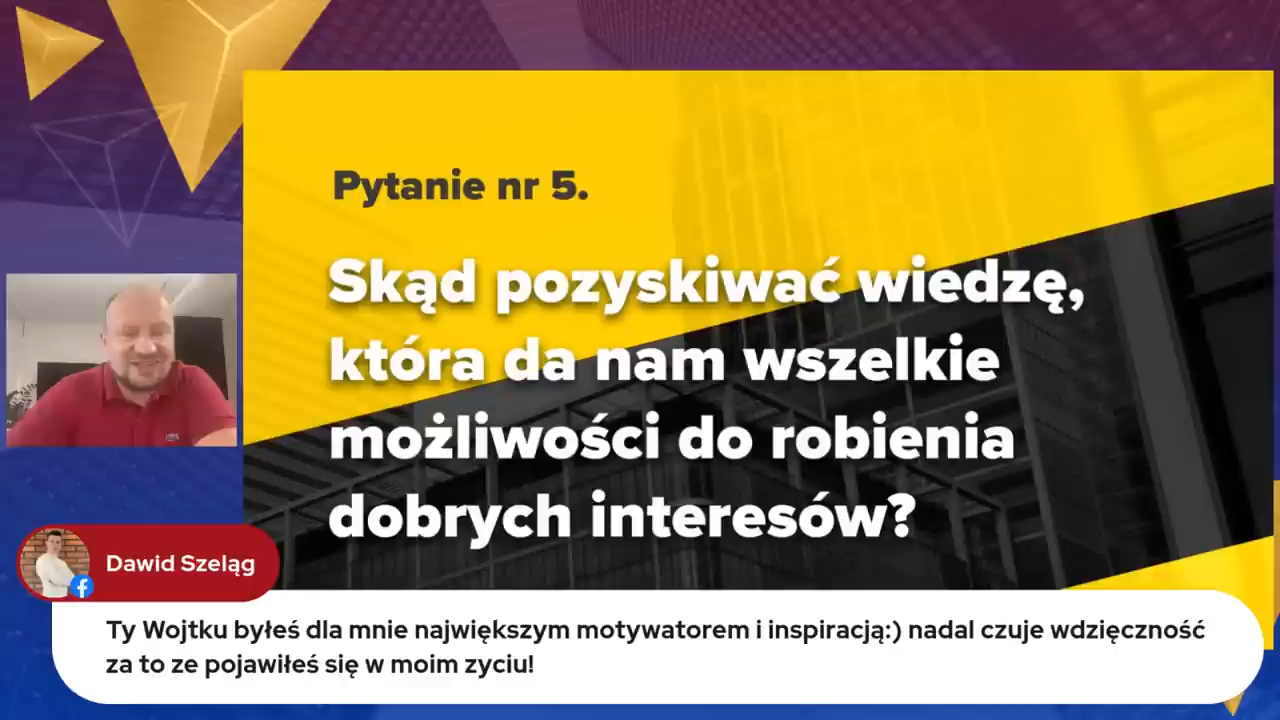 Pytanie nr 5.
Skąd pozyskiwać wiedzę,
która da nam wszelkie
możliwości do robienia
dobrych interesów?
Dawid Szeląg
Ty Wojtku byłeś dla mnie największym motywatorem i inspiracją:) nadal czuje wdzięczność
za to ze pojawiłeś się w moim zyciu!